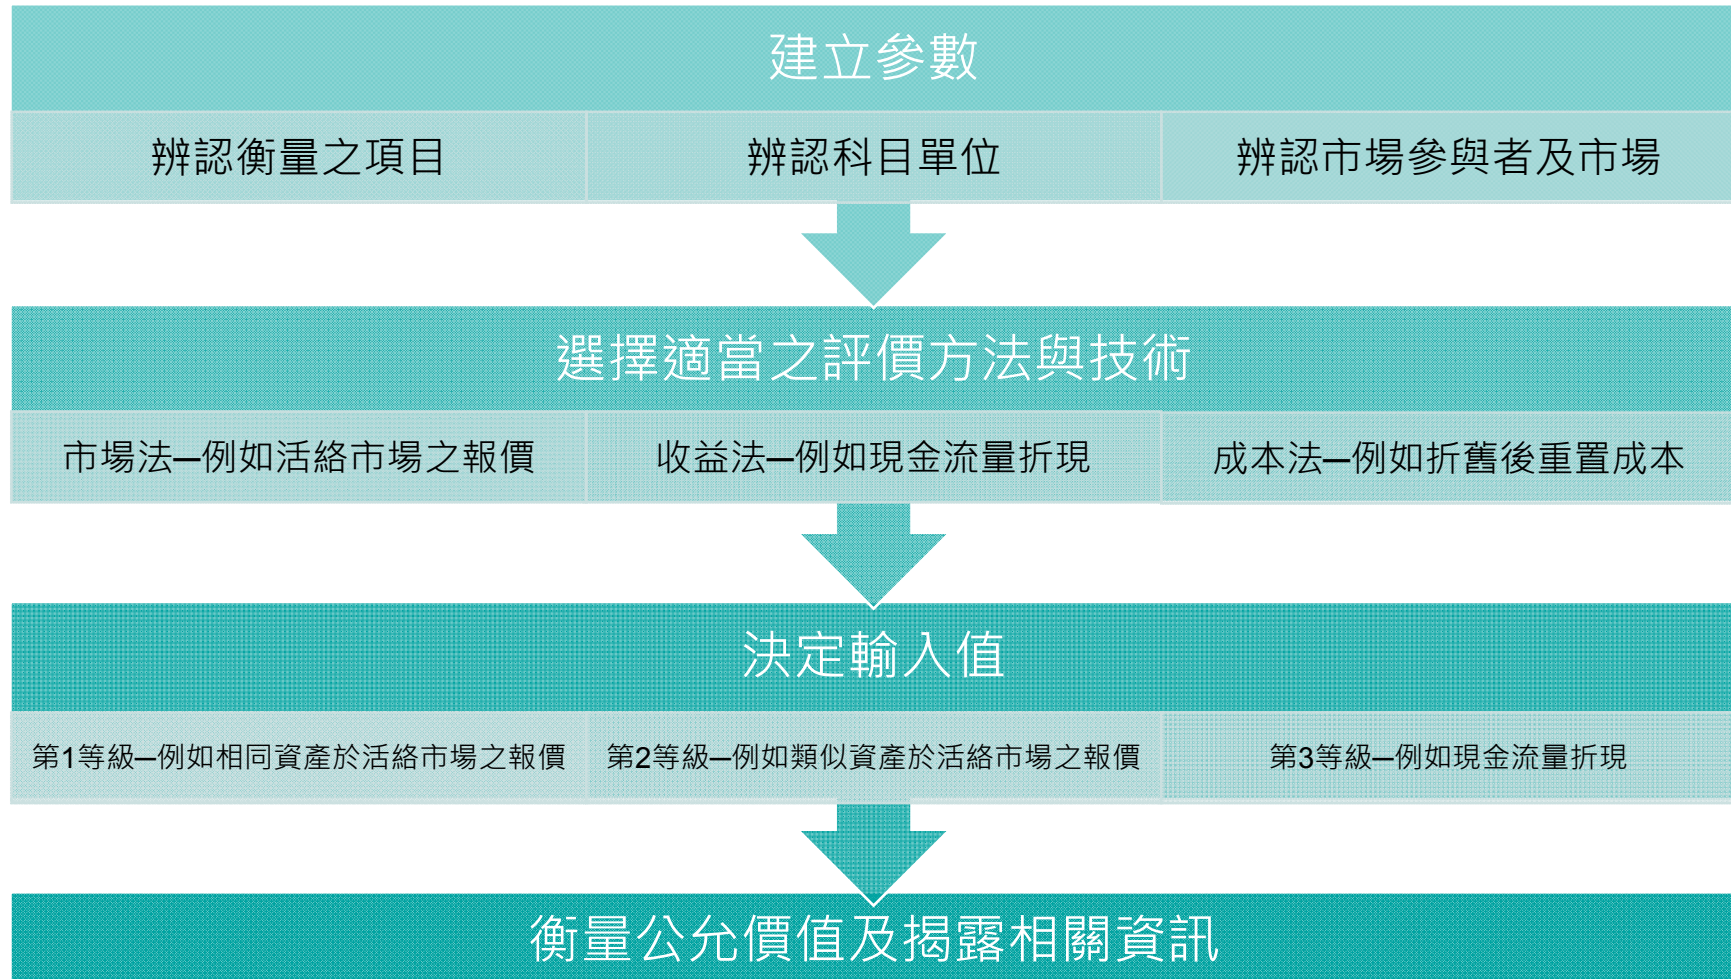 建立參數
辨認衡量之項目
辨認科目單位
辨認市場參與者及市場
選擇適當之評價方法與技術
市場法—例如活絡市場之報價
收益法—例如現金流量折現
成本法—例如折舊後重置成本
決定輸入值
第1等級—例如相同資產於活絡市場之報價
第2等級—例如類似資產於活絡市場之報價
第3等級—例如現金流量折現
衡量公允價值及揭露相關資訊